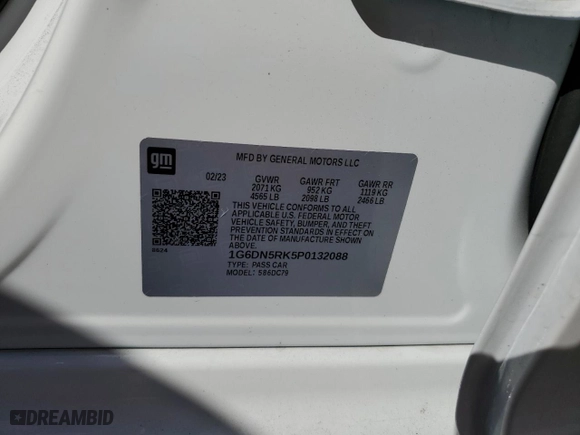 gm
MFD BY GENERAL MOTORS LLC
02/23 GVWR GAWR FRT GAWR RR
2071 KG 952 KG 1119 KG
4565 LB 2098 LB 2466 LB
THIS VEHICLE CONFORMS TO ALL
APPLICABLE U.S. FEDERAL MOTOR
VEHICLE SAFETY, BUMPER, AND THEFT
PREVENTION STANDARDS IN EFFECT ON
THE DATE OF MANUFACTURE SHOWN
ABOVE.
1G6DN5RK5P0132088
TYPE: PASS CAR
MODEL: 586DC79
DREAMBID